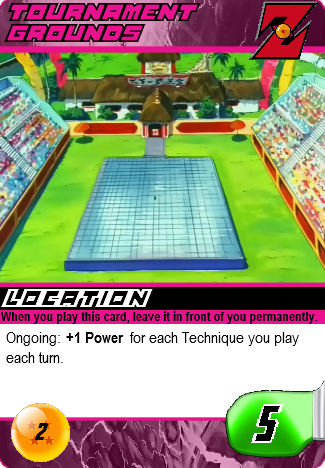 TOURNAMENT
GROUNDS
Z
LOCATION
When you play this card, leave it in front of you permanently.
Ongoing: +1 Power for each Technique you play
each turn.
2
5